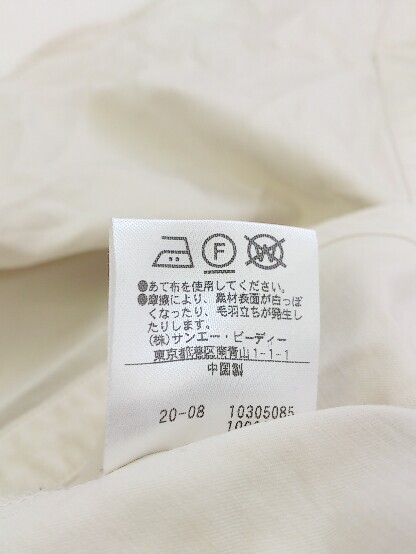 F W
●あて布を使用してください。
●摩擦により、素材表面が白っぽ
くなったり、毛羽立ちが発生し
たりします。
(株)サンエー・ビーディー
東京都港区南青山1-1-1
中国製
20-08 10305085